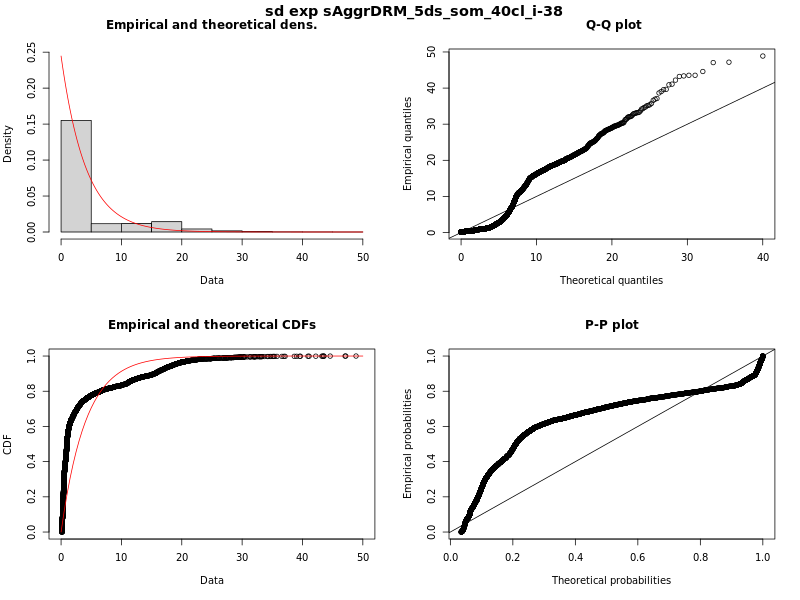 sd exp sAggrDRM_5ds_som_40cl_i-38
Empirical and theoretical dens.
Density
0.00 0.05 0.10 0.15 0.20 0.25
0 10 20 30 40 50
Data
Q-Q plot
Empirical quantiles
0 10 20 30 40 50
0 10 20 30 40
Theoretical quantiles
Empirical and theoretical CDFs
CDF
0.0 0.2 0.4 0.6 0.8 1.0
0 10 20 30 40 50
Data
P-P plot
Empirical probabilities
0.0 0.2 0.4 0.6 0.8 1.0
0.0 0.2 0.4 0.6 0.8 1.0
Theoretical probabilities